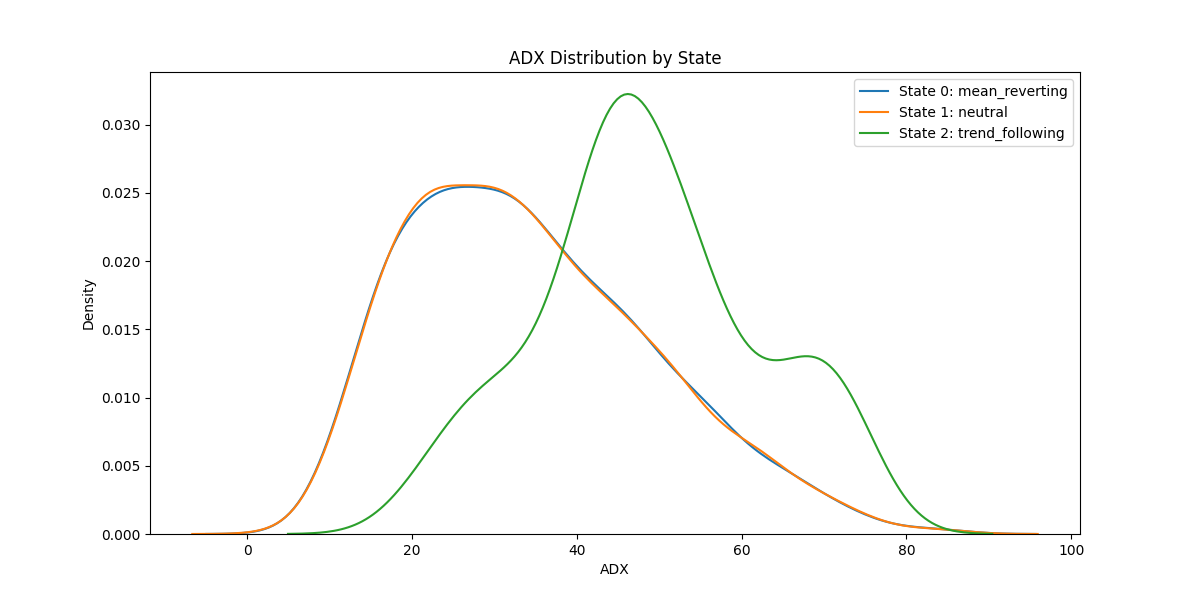 ADX Distribution by State
State 0: mean_reverting
State 1: neutral
State 2: trend_following
Density
0.030
0.025
0.020
0.015
0.010
0.005
0.000
0 20 40 60 80 100
ADX